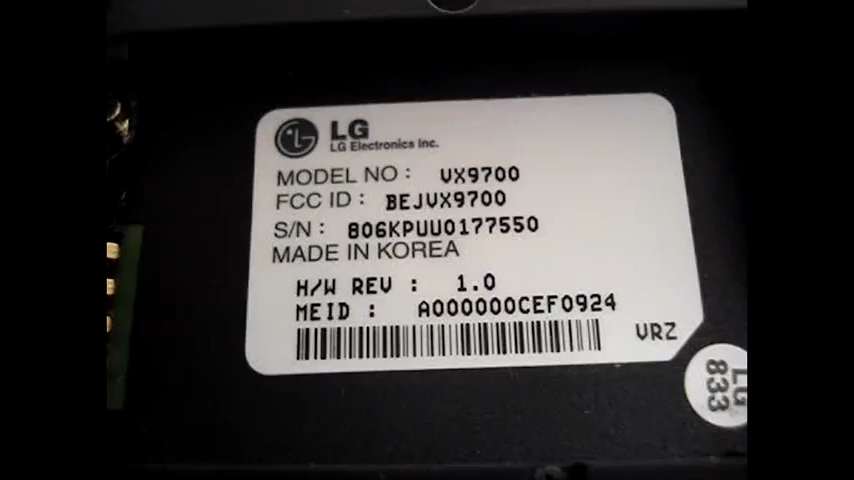 LG
LG Electronics Inc.
MODEL NO : VX9700
FCC ID : BEJVX9700
S/N : 806KPUU0177550
MADE IN KOREA
H/W REV : 1.0
MEID : A000000CEF0924
VRZ
LG
833